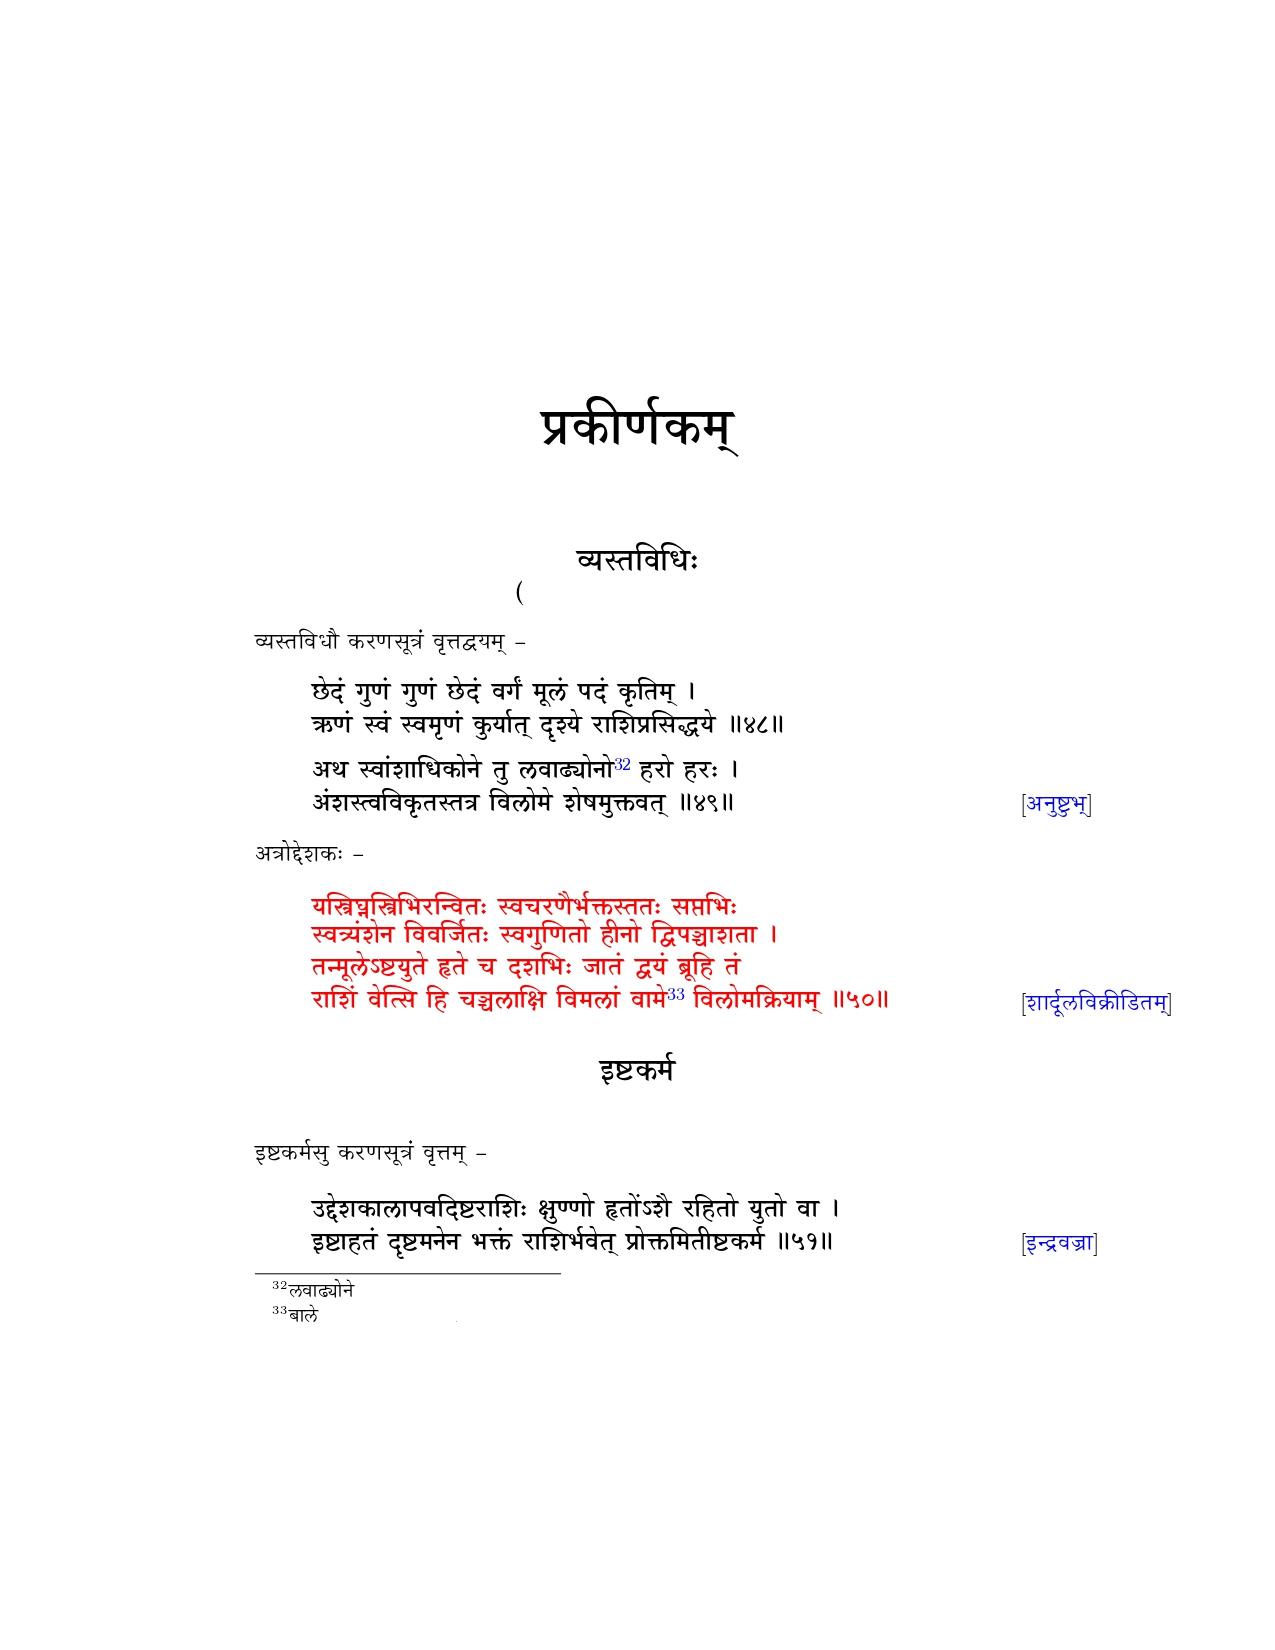 प्रकीर्णकम्
व्यस्तविधिः
(
व्यस्तविधौ करणसूत्रं वृत्तद्वयम् –
छेदं गुणं गुणं छेदं वर्गं मूलं पदं कृतिम् ।
ऋणं स्वं स्वमृणं कुर्यात् दृश्ये राशिप्रसिद्धये ॥४८॥
अथ स्वांशाधिकोने तु लवाढ्योनो32 हरो हरः ।
अंशस्त्वविकृतस्तत्र विलोमे शेषमुक्तवत् ॥४९॥ [अनुष्टुभ्]
अत्रोद्देशकः –
यस्त्रिघ्नस्त्रिभिरन्वितः स्वचरणैर्भक्तस्ततः सप्तभिः
स्वत्र्यंशेन विवर्जितः स्वगुणितो हीनो द्विपञ्चाशता ।
तन्मूलेऽष्टयुते हृते च दशभिः जातं द्वयं ब्रूहि तं
राशिं वेत्सि हि चञ्चलाक्षि विमलां वामे33 विलोमक्रियाम् ॥५०॥ [शार्दूलविक्रीडितम्]
इष्टकर्म
इष्टकर्मसु करणसूत्रं वृत्तम् –
उद्देशकालापवदिष्टराशिः क्षुण्णो हृतोंऽशै रहितो युतो वा ।
इष्टाहतं दृष्टमनेन भक्तं राशिर्भवेत् प्रोक्तमितीष्टकर्म ॥५१॥ [इन्द्रवज्रा]
32लवाढ्योने
33बाले